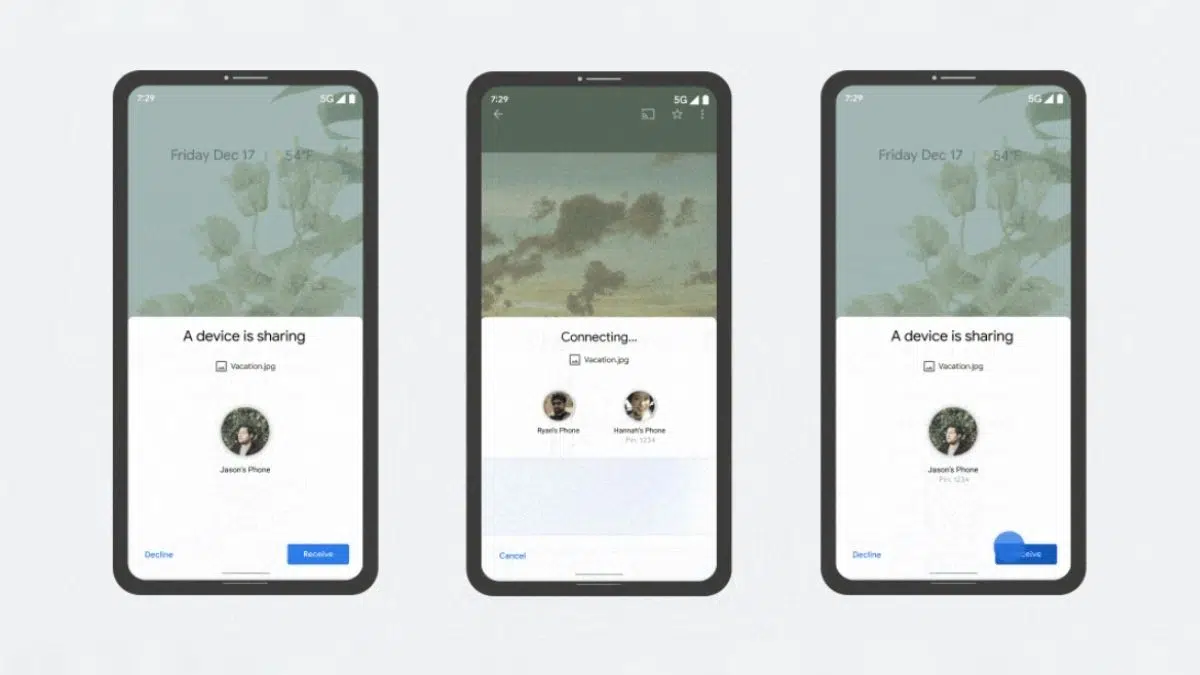 7:29
5G
Friday Dec 17 | 54°F
A device is sharing
Vacation.jpg
Jason's Phone
Decline
Receive
7:29
5G
Connecting...
Vacation.jpg
Ryan's Phone
Hannah's Phone
Pin: 1234
Cancel
7:29
5G
Friday Dec 17 | 54°F
A device is sharing
Vacation.jpg
Jason's Phone
Pin: 1234
Decline